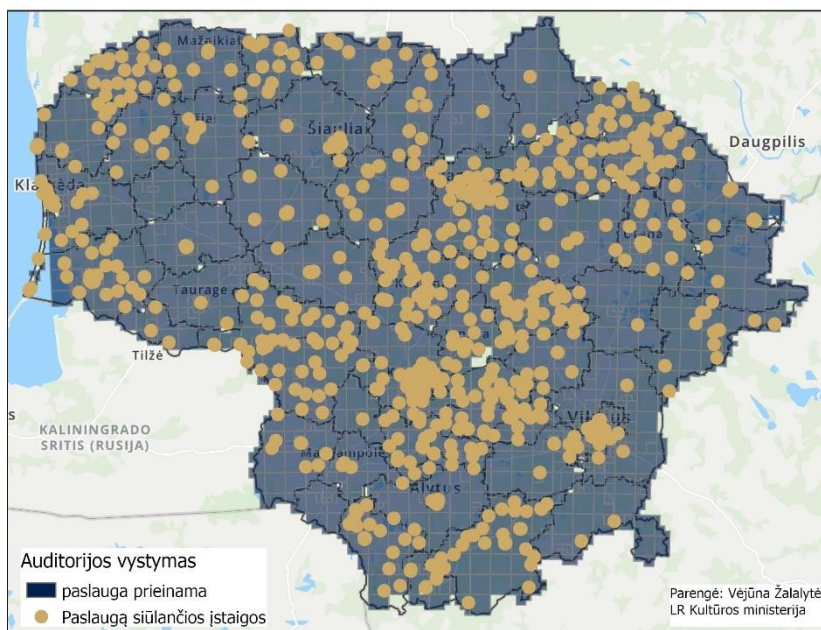 Mažeikiai
Šiauliai
Daugpilis
Klaipėda
Utena
Tauragė
Tilžė
KALININGRADO
SRITIS (RUSIJA)
Vilnius
Alytus
Auditorijos vystymas
paslauga prieinama
Paslaugą siūlančios įstaigos
Parengė: Vėjūna Žalalytė
LR Kultūros ministerija